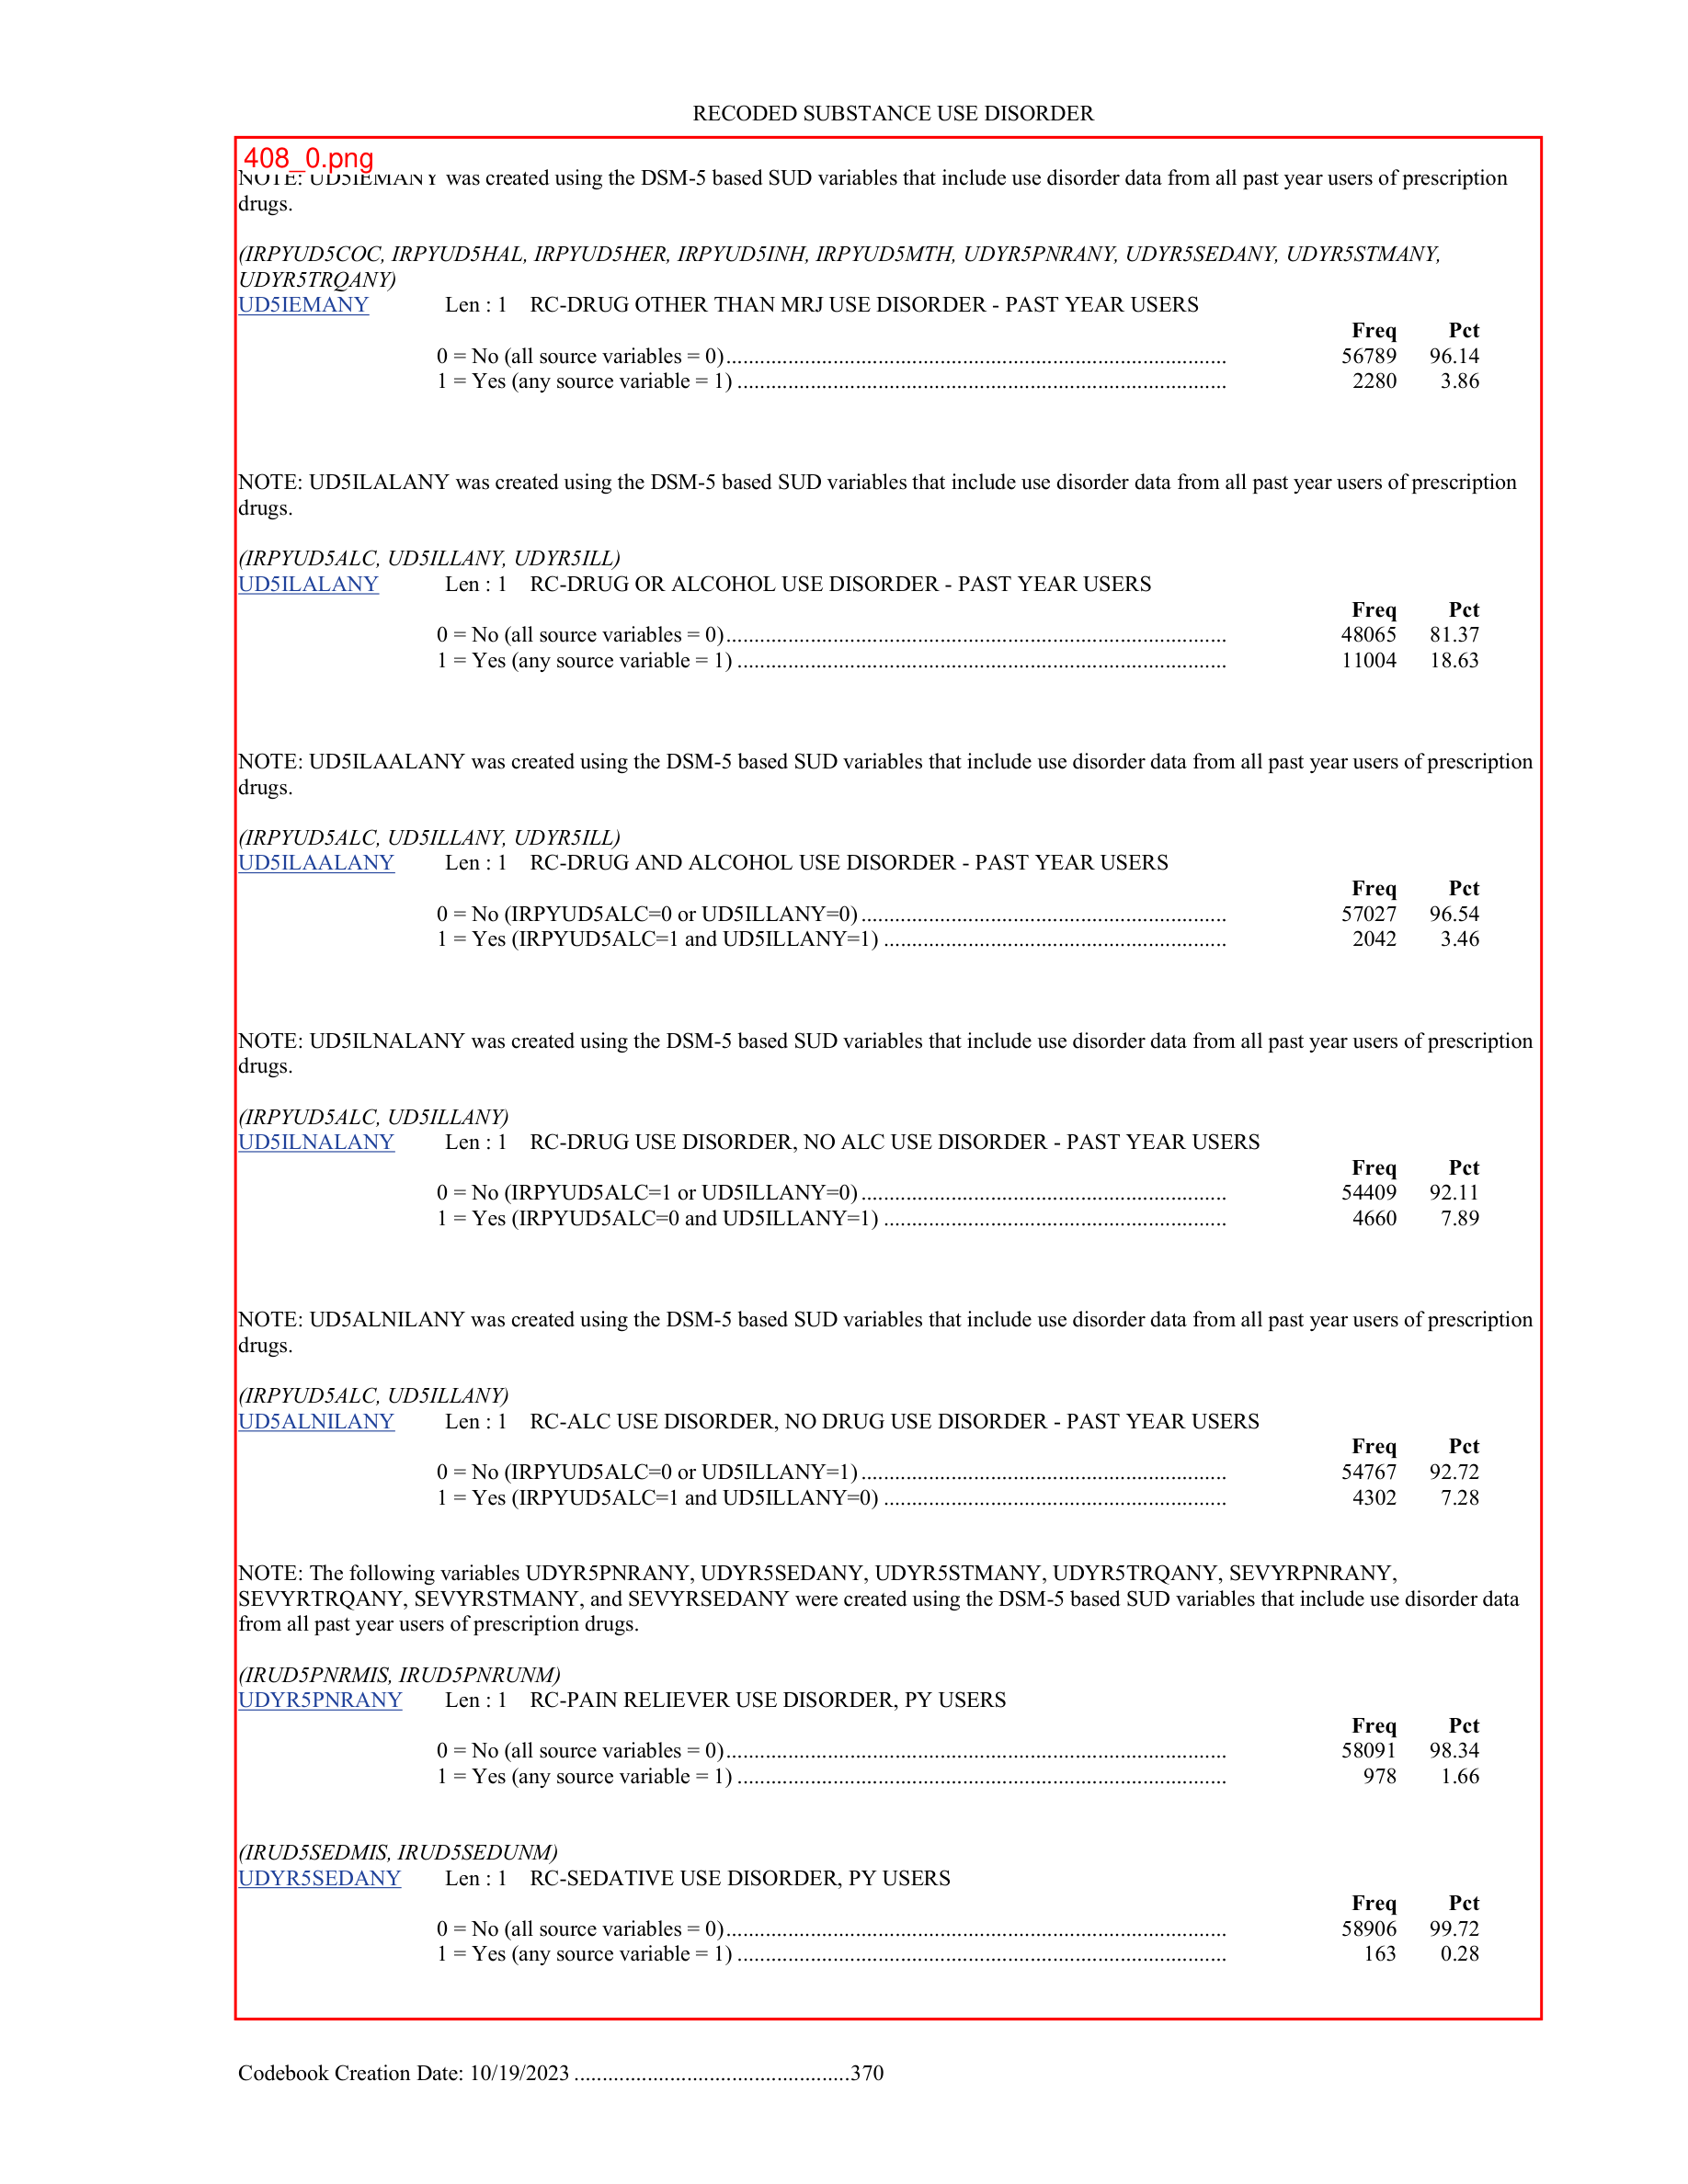 RECODED SUBSTANCE USE DISORDER
408_0.png
NOTE: UD5IEMANY was created using the DSM-5 based SUD variables that include use disorder data from all past year users of prescription
drugs.
(IRPYUD5COC, IRPYUD5HAL, IRPYUD5HER, IRPYUD5INH, IRPYUD5MTH, UDYR5PNRANY, UDYR5SEDANY, UDYR5STMANY,
UDYR5TRQANY)
UD5IEMANY Len : 1 RC-DRUG OTHER THAN MRJ USE DISORDER - PAST YEAR USERS
Freq Pct
0 = No (all source variables = 0)......................................................................................... 56789 96.14
1 = Yes (any source variable = 1) ....................................................................................... 2280 3.86
NOTE: UD5ILALANY was created using the DSM-5 based SUD variables that include use disorder data from all past year users of prescription
drugs.
(IRPYUD5ALC, UD5ILLANY, UDYR5ILL)
UD5ILALANY Len : 1 RC-DRUG OR ALCOHOL USE DISORDER - PAST YEAR USERS
Freq Pct
0 = No (all source variables = 0)......................................................................................... 48065 81.37
1 = Yes (any source variable = 1) ....................................................................................... 11004 18.63
NOTE: UD5ILAALANY was created using the DSM-5 based SUD variables that include use disorder data from all past year users of prescription
drugs.
(IRPYUD5ALC, UD5ILLANY, UDYR5ILL)
UD5ILAALANY Len : 1 RC-DRUG AND ALCOHOL USE DISORDER - PAST YEAR USERS
Freq Pct
0 = No (IRPYUD5ALC=0 or UD5ILLANY=0)................................................................. 57027 96.54
1 = Yes (IRPYUD5ALC=1 and UD5ILLANY=1) ............................................................. 2042 3.46
NOTE: UD5ILNALANY was created using the DSM-5 based SUD variables that include use disorder data from all past year users of prescription
drugs.
(IRPYUD5ALC, UD5ILLANY)
UD5ILNALANY Len : 1 RC-DRUG USE DISORDER, NO ALC USE DISORDER - PAST YEAR USERS
Freq Pct
0 = No (IRPYUD5ALC=1 or UD5ILLANY=0)................................................................. 54409 92.11
1 = Yes (IRPYUD5ALC=0 and UD5ILLANY=1) ............................................................. 4660 7.89
NOTE: UD5ALNILANY was created using the DSM-5 based SUD variables that include use disorder data from all past year users of prescription
drugs.
(IRPYUD5ALC, UD5ILLANY)
UD5ALNILANY Len : 1 RC-ALC USE DISORDER, NO DRUG USE DISORDER - PAST YEAR USERS
Freq Pct
0 = No (IRPYUD5ALC=0 or UD5ILLANY=1)................................................................. 54767 92.72
1 = Yes (IRPYUD5ALC=1 and UD5ILLANY=0) ............................................................. 4302 7.28
NOTE: The following variables UDYR5PNRANY, UDYR5SEDANY, UDYR5STMANY, UDYR5TRQANY, SEVYRPNRANY,
SEVYRTRQANY, SEVYRSTMANY, and SEVYRSEDANY were created using the DSM-5 based SUD variables that include use disorder data
from all past year users of prescription drugs.
(IRUD5PNRMIS, IRUD5PNRUNM)
UDYR5PNRANY Len : 1 RC-PAIN RELIEVER USE DISORDER, PY USERS
Freq Pct
0 = No (all source variables = 0)......................................................................................... 58091 98.34
1 = Yes (any source variable = 1) ....................................................................................... 978 1.66
(IRUD5SEDMIS, IRUD5SEDUNM)
UDYR5SEDANY Len : 1 RC-SEDATIVE USE DISORDER, PY USERS
Freq Pct
0 = No (all source variables = 0)......................................................................................... 58906 99.72
1 = Yes (any source variable = 1) ....................................................................................... 163 0.28
Codebook Creation Date: 10/19/2023 .................................................370